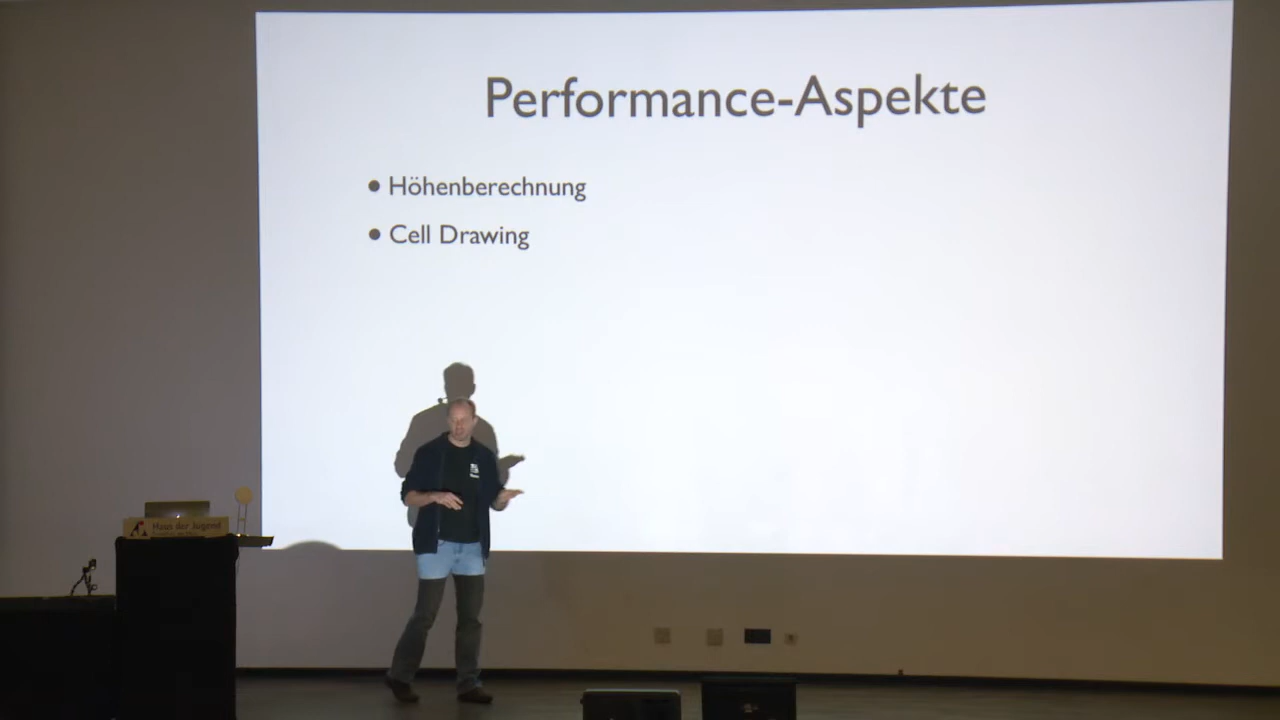 Performance-Aspekte
• Höhenberechnung
• Cell Drawing
Haus der Jugend